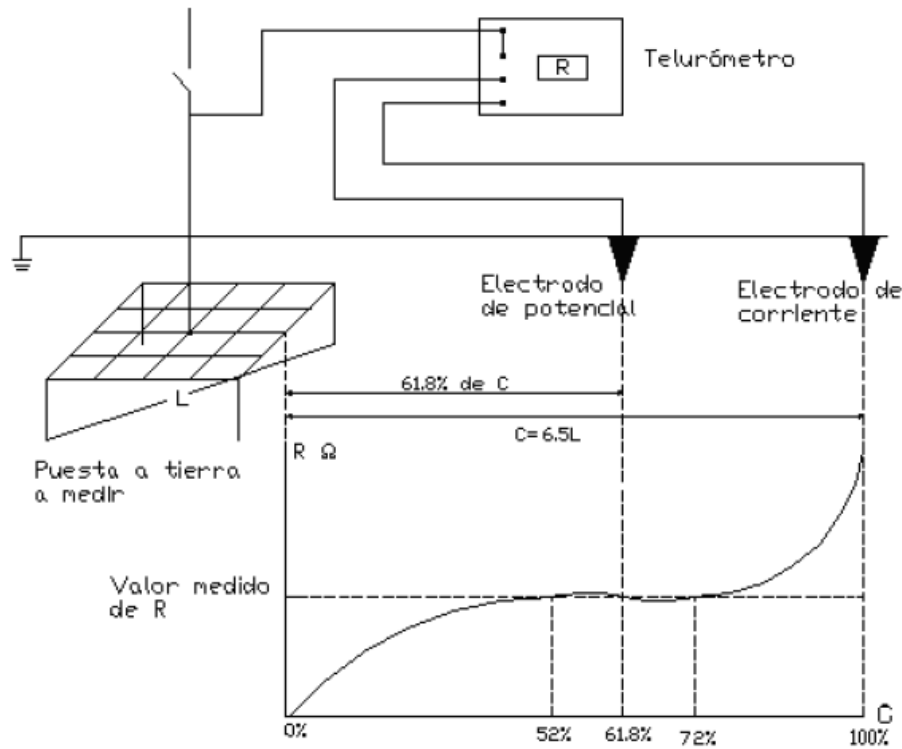 Telurómetro
R
Electrodo
de potencial
Electrodo de
corriente
61.8% de C
L
C=6.5L
R Ω
Puesta a tierra
a medir
Valor medido
de R
C
0%
52%
61.8%
72%
100%